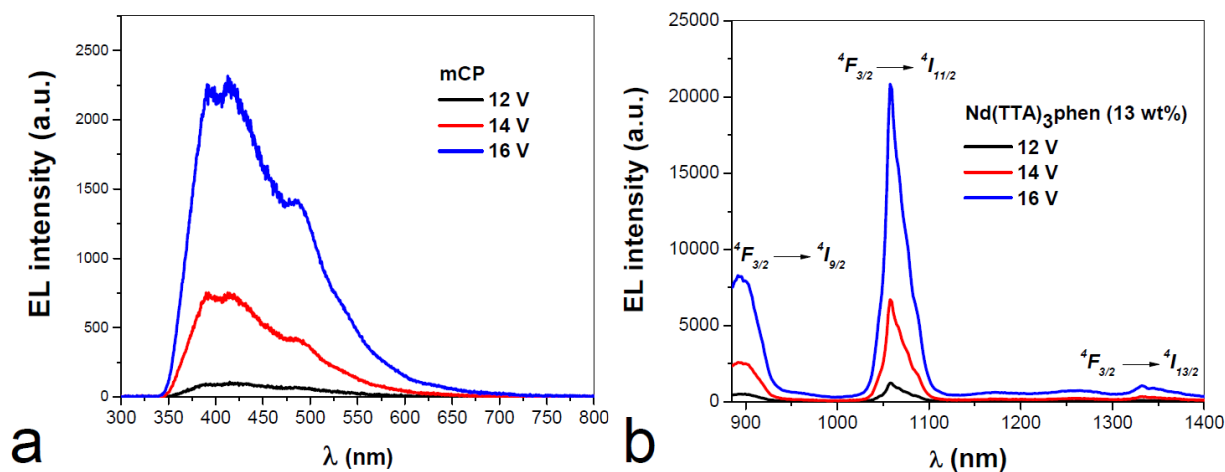 2500
2000
1500
1000
500
0
EL intensity (a.u.)
mCP
12 V
14 V
16 V
300 350 400 450 500 550 600 650 700 750 800
λ (nm)
a
25000
20000
15000
10000
5000
0
EL intensity (a.u.)
⁴F₃/₂ → ⁴I₁₁/₂
Nd(TTA)₃phen (13 wt%)
12 V
14 V
16 V
⁴F₃/₂ → ⁴I₉/₂
⁴F₃/₂ → ⁴I₁₃/₂
900 1000 1100 1200 1300 1400
λ (nm)
b